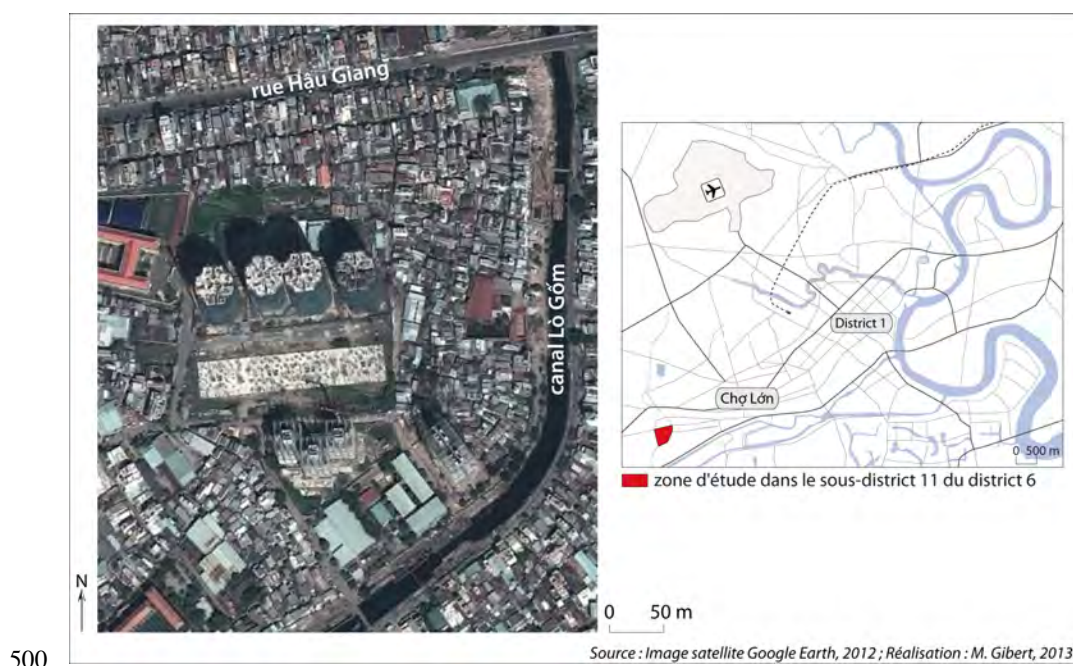 rue Hậu Giang
canal Lò Gốm
District 1
Chợ Lớn
0 500 m
zone d'étude dans le sous-district 11 du district 6
N
0 50 m
500
Source : Image satellite Google Earth, 2012 ; Réalisation : M. Gibert, 2013